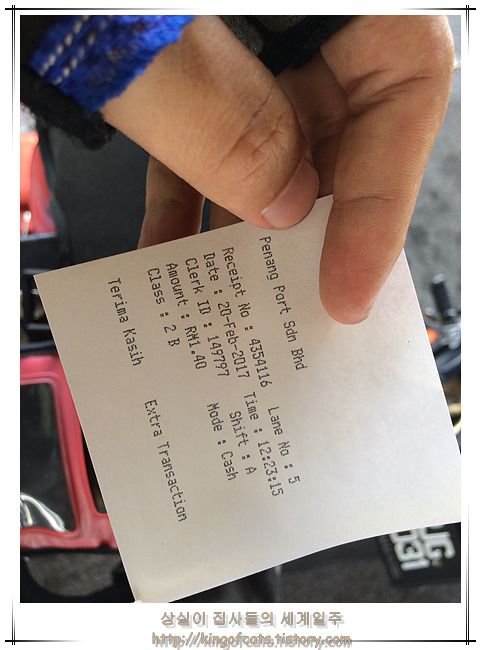 Penang Port Sdn Bhd
Receipt No : 4354116 Lane No : 5
Date : 20-Feb-2017 Time : 12:23:15
Clerk ID : 149797 Shift : A
Amount : RM1.40 Mode : Cash
Class : 2 B
Terima Kasih Extra Transaction
상실이 집사들의 세계일주
http://kingofcats.tistory.com